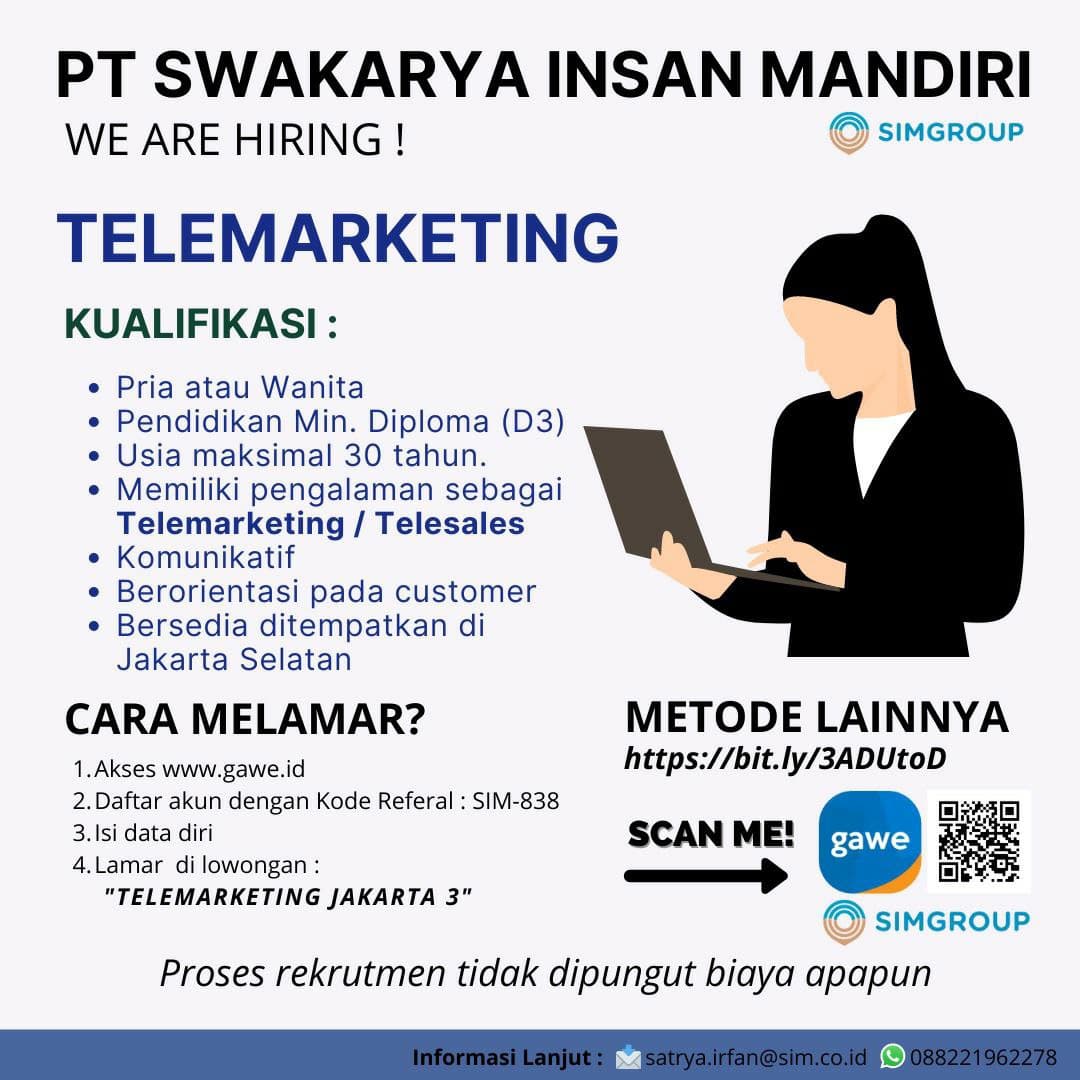 PT SWAKARYA INSAN MANDIRI
WE ARE HIRING !
SIMGROUP
TELEMARKETING
KUALIFIKASI :
• Pria atau Wanita
• Pendidikan Min. Diploma (D3)
• Usia maksimal 30 tahun.
• Memiliki pengalaman sebagai
Telemarketing / Telesales
• Komunikatif
• Berorientasi pada customer
• Bersedia ditempatkan di
Jakarta Selatan
CARA MELAMAR?
1. Akses www.gawe.id
2. Daftar akun dengan Kode Referal : SIM-838
3. Isi data diri
4. Lamar di lowongan :
"TELEMARKETING JAKARTA 3"
METODE LAINNYA
https://bit.ly/3ADUtoD
SCAN ME!
gawe
SIMGROUP
Proses rekrutmen tidak dipungut biaya apapun
Informasi Lanjut : satrya.irfan@sim.co.id 088221962278